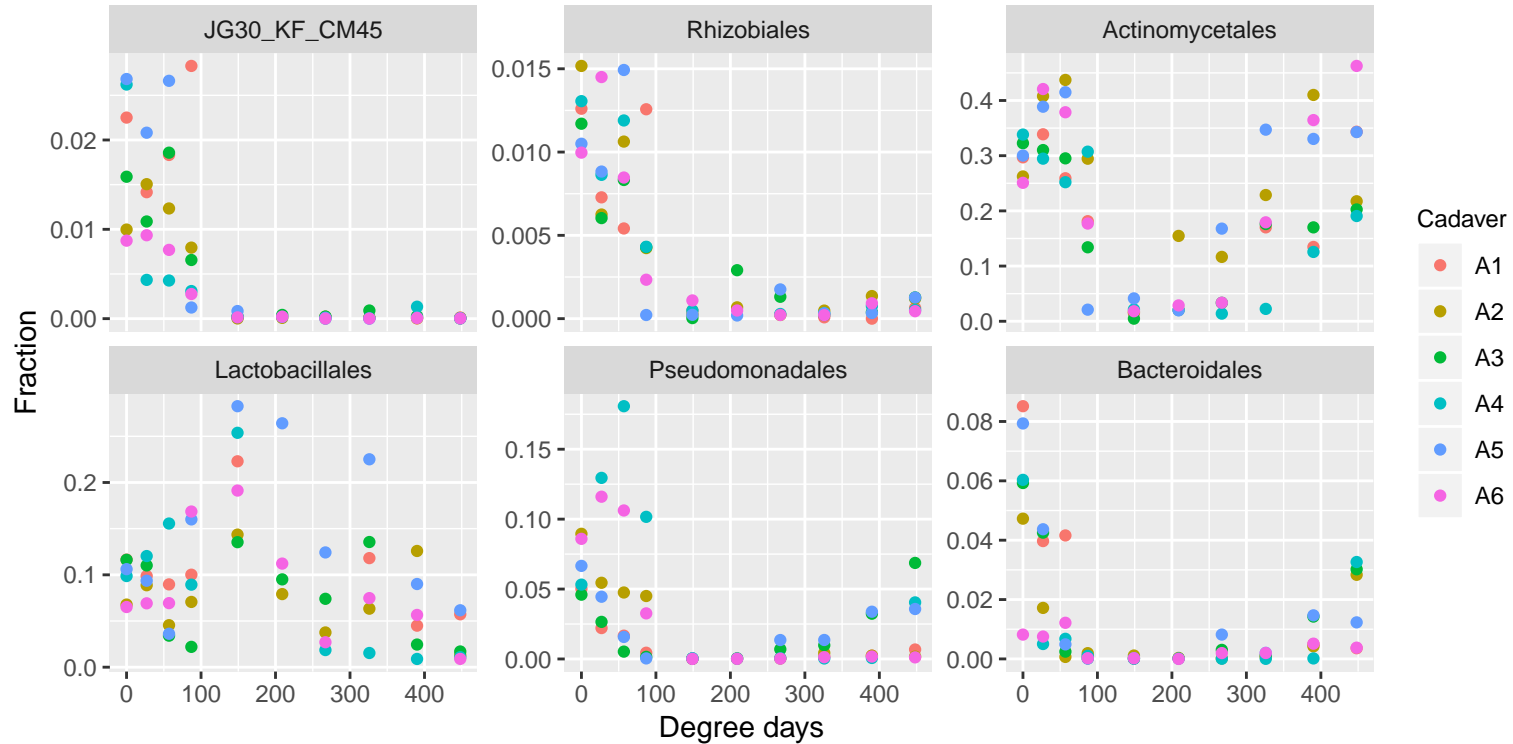 JG30_KF_CM45
Rhizobiales
Actinomycetales
0.02
0.01
0.00
0.015
0.010
0.005
0.000
0.4
0.3
0.2
0.1
0.0
Fraction
Lactobacillales
Pseudomonadales
Bacteroidales
0.2
0.1
0.0
0.15
0.10
0.05
0.00
0.08
0.06
0.04
0.02
0.00
0 100 200 300 400
0 100 200 300 400
0 100 200 300 400
Degree days
Cadaver
A1
A2
A3
A4
A5
A6